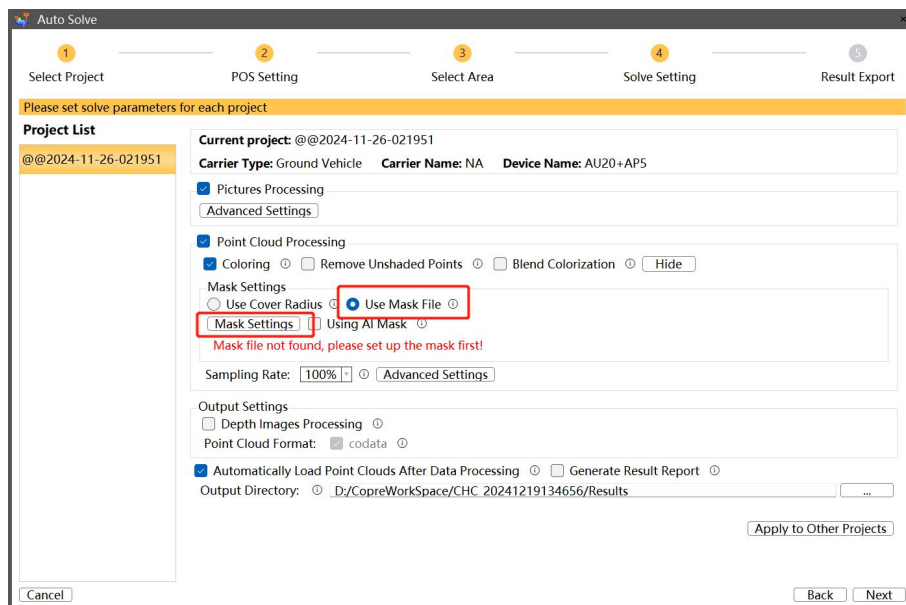 Auto Solve
1 2 3 4 5
Select Project POS Setting Select Area Solve Setting Result Export
Please set solve parameters for each project
Project List
@@2024-11-26-021951
Current project: @@2024-11-26-021951
Carrier Type: Ground Vehicle Carrier Name: NA Device Name: AU20+AP5
Pictures Processing
Advanced Settings
Point Cloud Processing
Coloring Remove Unshaded Points Blend Colorization Hide
Mask Settings
Use Cover Radius Use Mask File
Mask Settings Using AI Mask
Mask file not found, please set up the mask first!
Sampling Rate: 100% Advanced Settings
Output Settings
Depth Images Processing
Point Cloud Format: codata
Automatically Load Point Clouds After Data Processing Generate Result Report
Output Directory: D:/CopreWorkSpace/CHC_20241219134656/Results ...
Apply to Other Projects
Cancel Back Next